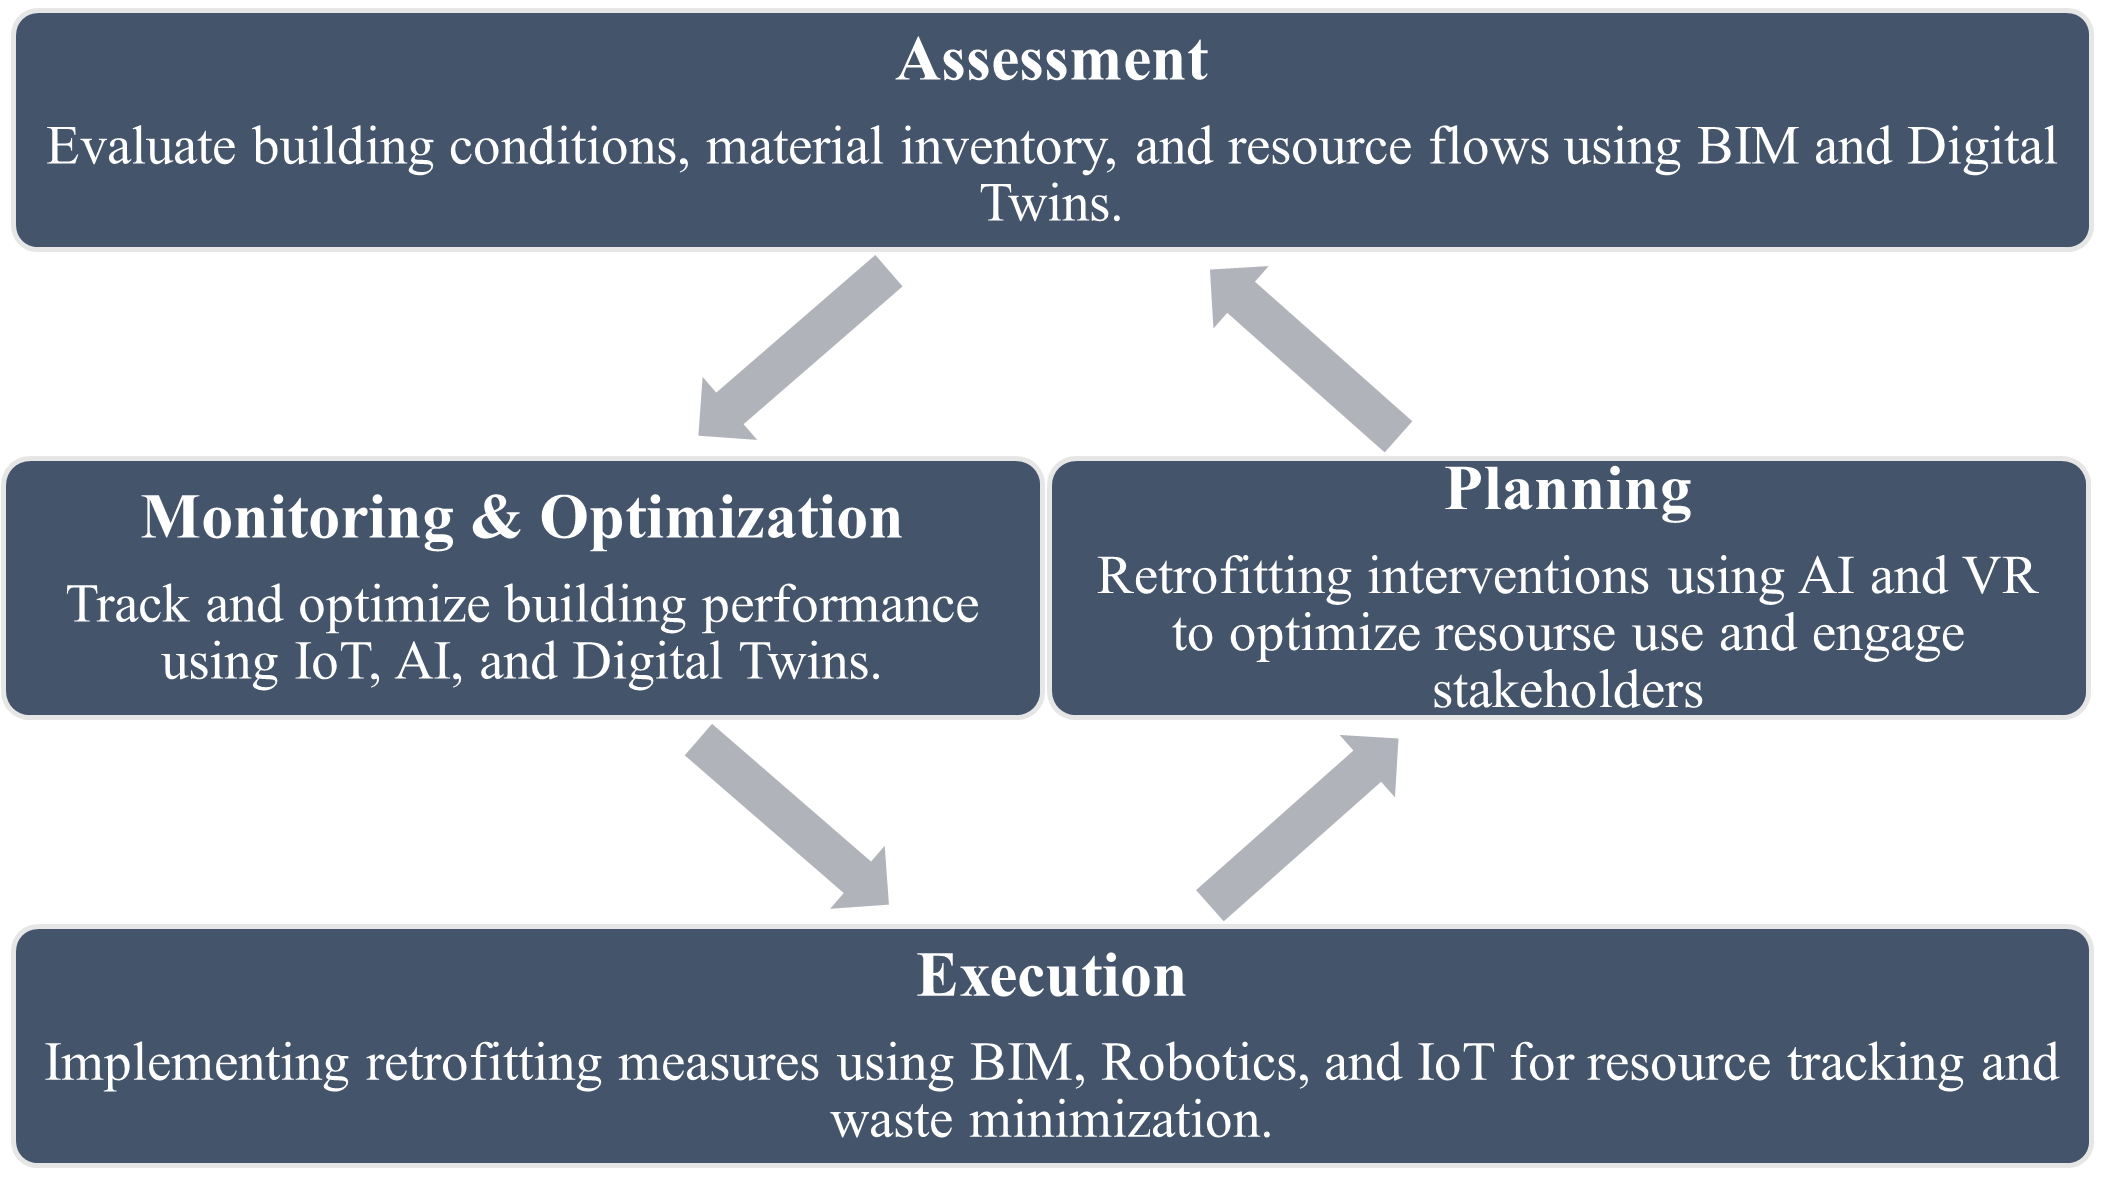 Assessment
Evaluate building conditions, material inventory, and resource flows using BIM and Digital
Twins.
Monitoring & Optimization
Track and optimize building performance
using IoT, AI, and Digital Twins.
Planning
Retrofitting interventions using AI and VR
to optimize resourse use and engage
stakeholders
Execution
Implementing retrofitting measures using BIM, Robotics, and IoT for resource tracking and
waste minimization.